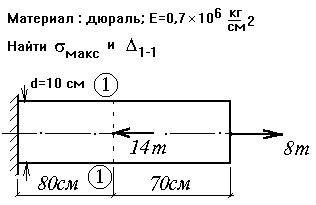 Материал : дюраль; E=0,7×10⁶ кг/см2
Найти σмакс и Δ1-1
d=10 см
1
14т
8т
1
80см
70см